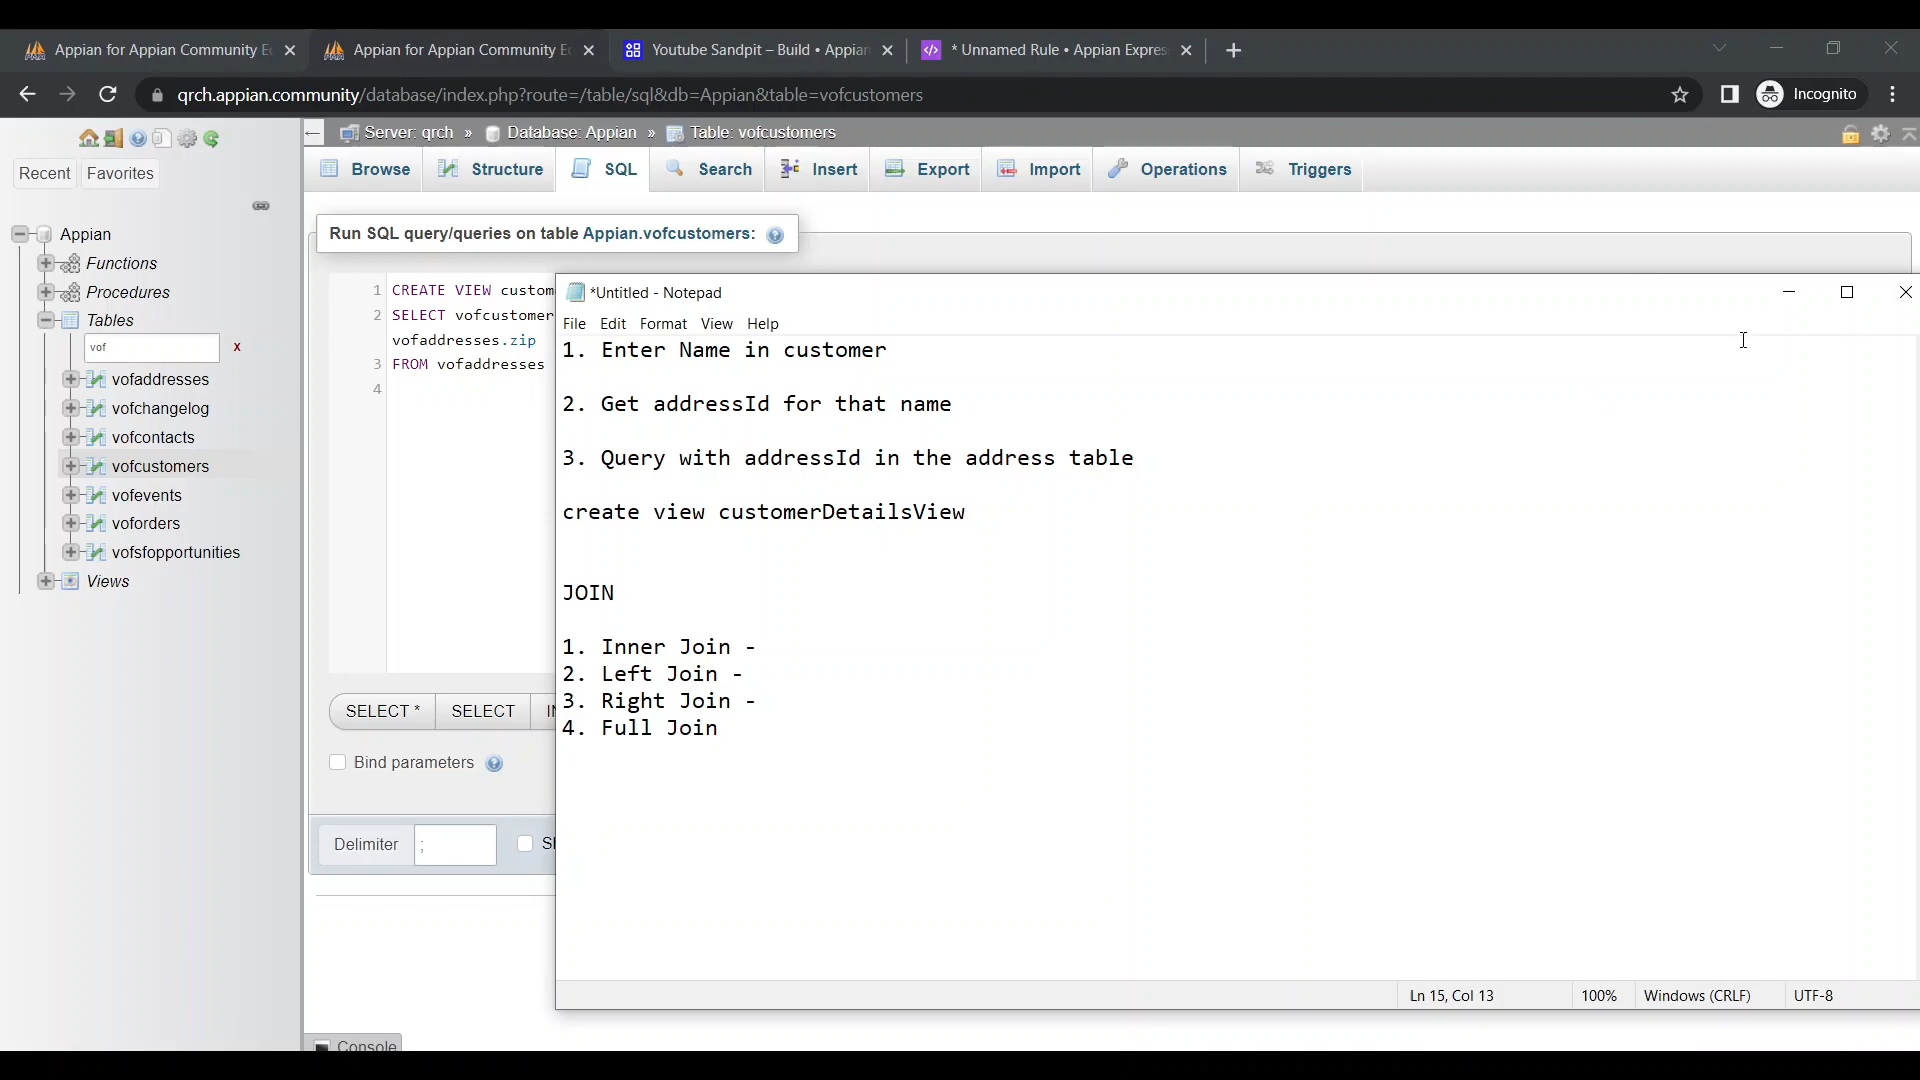 Appian for Appian Community E
Appian for Appian Community E
Youtube Sandpit – Build • Appian
* Unnamed Rule • Appian Expres
qrch.appian.community/database/index.php?route=/table/sql&db=Appian&table=vofcustomers
Incognito
Server: qrch » Database: Appian » Table: vofcustomers
Recent
Favorites
Browse
Structure
SQL
Search
Insert
Export
Import
Operations
Triggers
Appian
Functions
Procedures
Tables
vof
x
vofaddresses
vofchangelog
vofcontacts
vofcustomers
vofevents
voforders
vofsfopportunities
Views
Run SQL query/queries on table Appian.vofcustomers:
1 CREATE VIEW custom
2 SELECT vofcustomer
vofaddresses.zip
3 FROM vofaddresses
4
SELECT *
SELECT
IN
Bind parameters
Delimiter
;
Sh
Console
*Untitled - Notepad
File Edit Format View Help
1. Enter Name in customer
2. Get addressId for that name
3. Query with addressId in the address table
create view customerDetailsView
JOIN
1. Inner Join -
2. Left Join -
3. Right Join -
4. Full Join
Ln 15, Col 13
100%
Windows (CRLF)
UTF-8